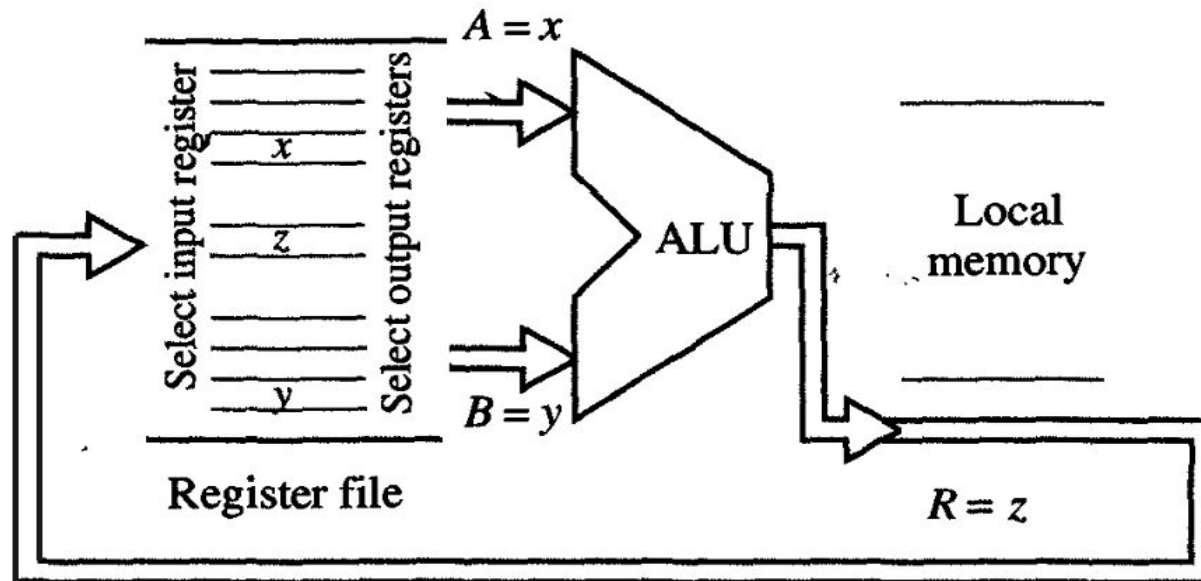 A = x
Select input register
x
z
y
Select output registers
ALU
Local
memory
B = y
Register file
R = z